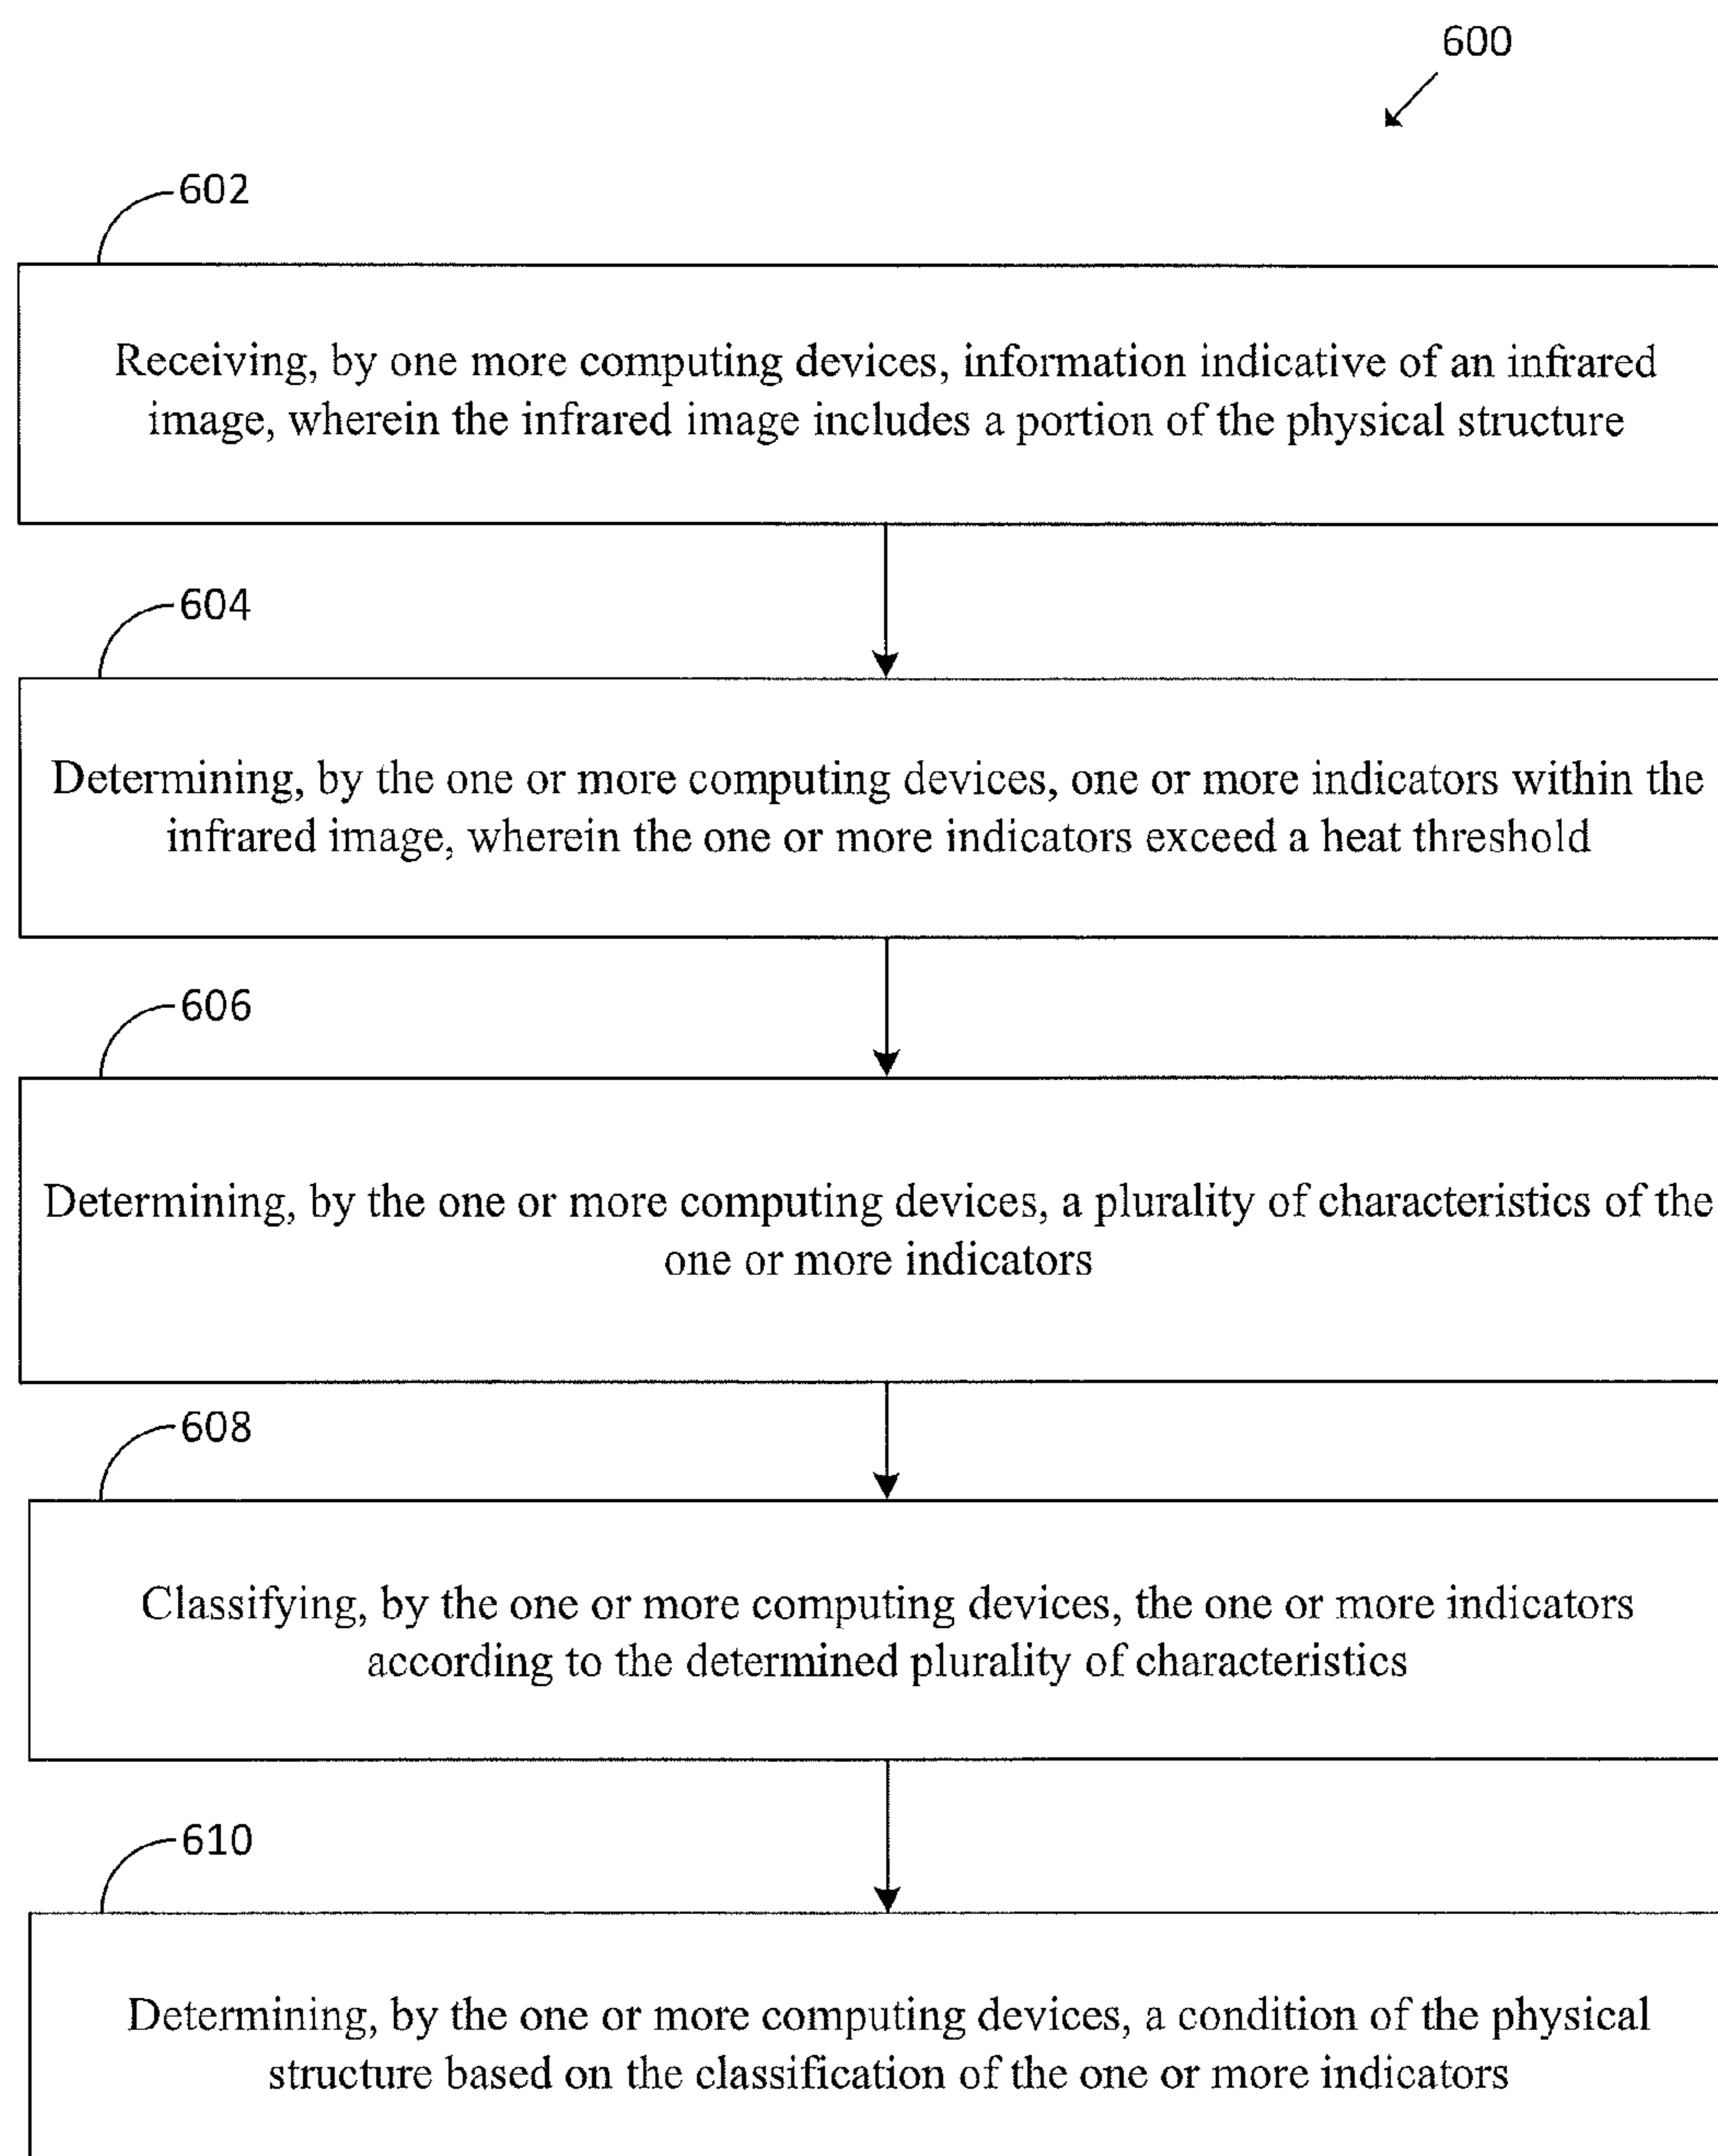 600
602
Receiving, by one more computing devices, information indicative of an infrared
image, wherein the infrared image includes a portion of the physical structure
604
Determining, by the one or more computing devices, one or more indicators within the
infrared image, wherein the one or more indicators exceed a heat threshold
606
Determining, by the one or more computing devices, a plurality of characteristics of the
one or more indicators
608
Classifying, by the one or more computing devices, the one or more indicators
according to the determined plurality of characteristics
610
Determining, by the one or more computing devices, a condition of the physical
structure based on the classification of the one or more indicators